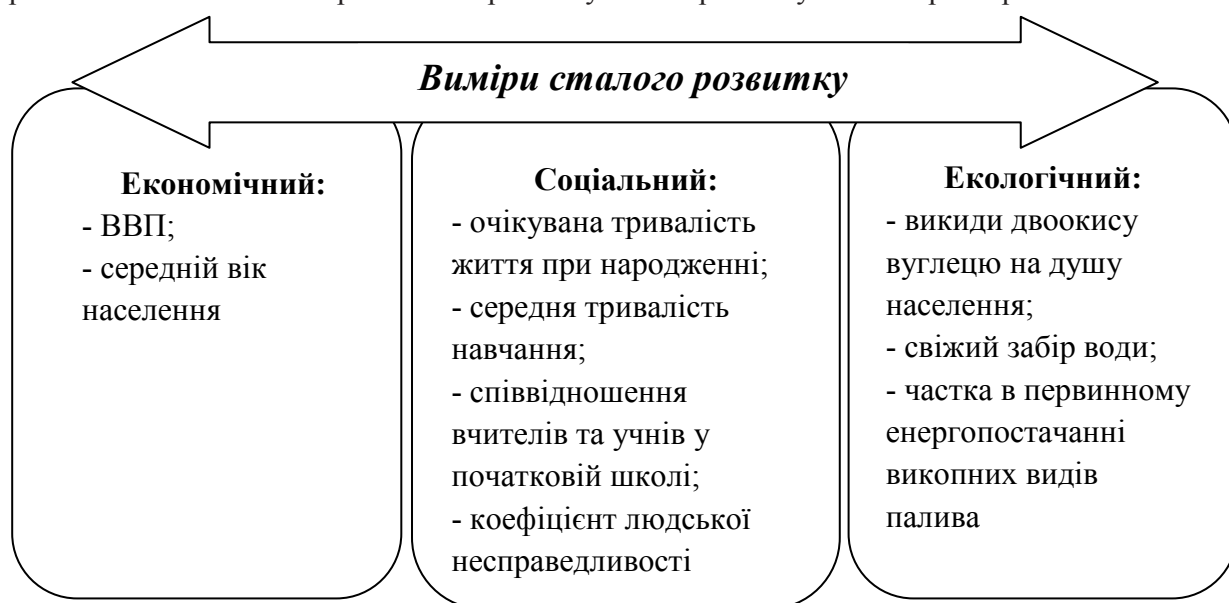 Виміри сталого розвитку
Економічний:
- ВВП;
- середній вік
населення
Соціальний:
- очікувана тривалість
життя при народженні;
- середня тривалість
навчання;
- співвідношення
вчителів та учнів у
початковій школі;
- коефіцієнт людської
несправедливості
Екологічний:
- викиди двоокису
вуглецю на душу
населення;
- свіжий забір води;
- частка в первинному
енергопостачанні
викопних видів
палива